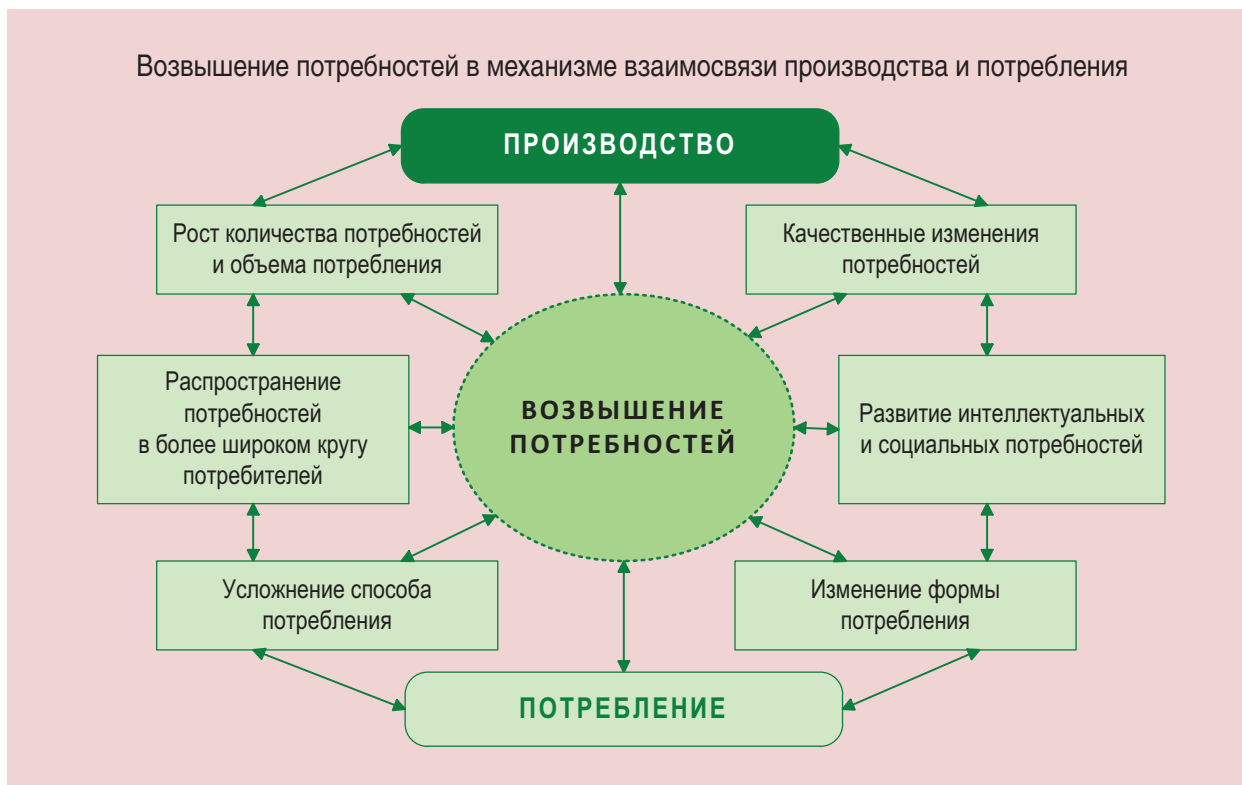 Возвышение потребностей в механизме взаимосвязи производства и потребления
ПРОИЗВОДСТВО
Рост количества потребностей
и объема потребления
Качественные изменения
потребностей
Распространение
потребностей
в более широком кругу
потребителей
ВОЗВЫШЕНИЕ
ПОТРЕБНОСТЕЙ
Развитие интеллектуальных
и социальных потребностей
Усложнение способа
потребления
Изменение формы
потребления
ПОТРЕБЛЕНИЕ